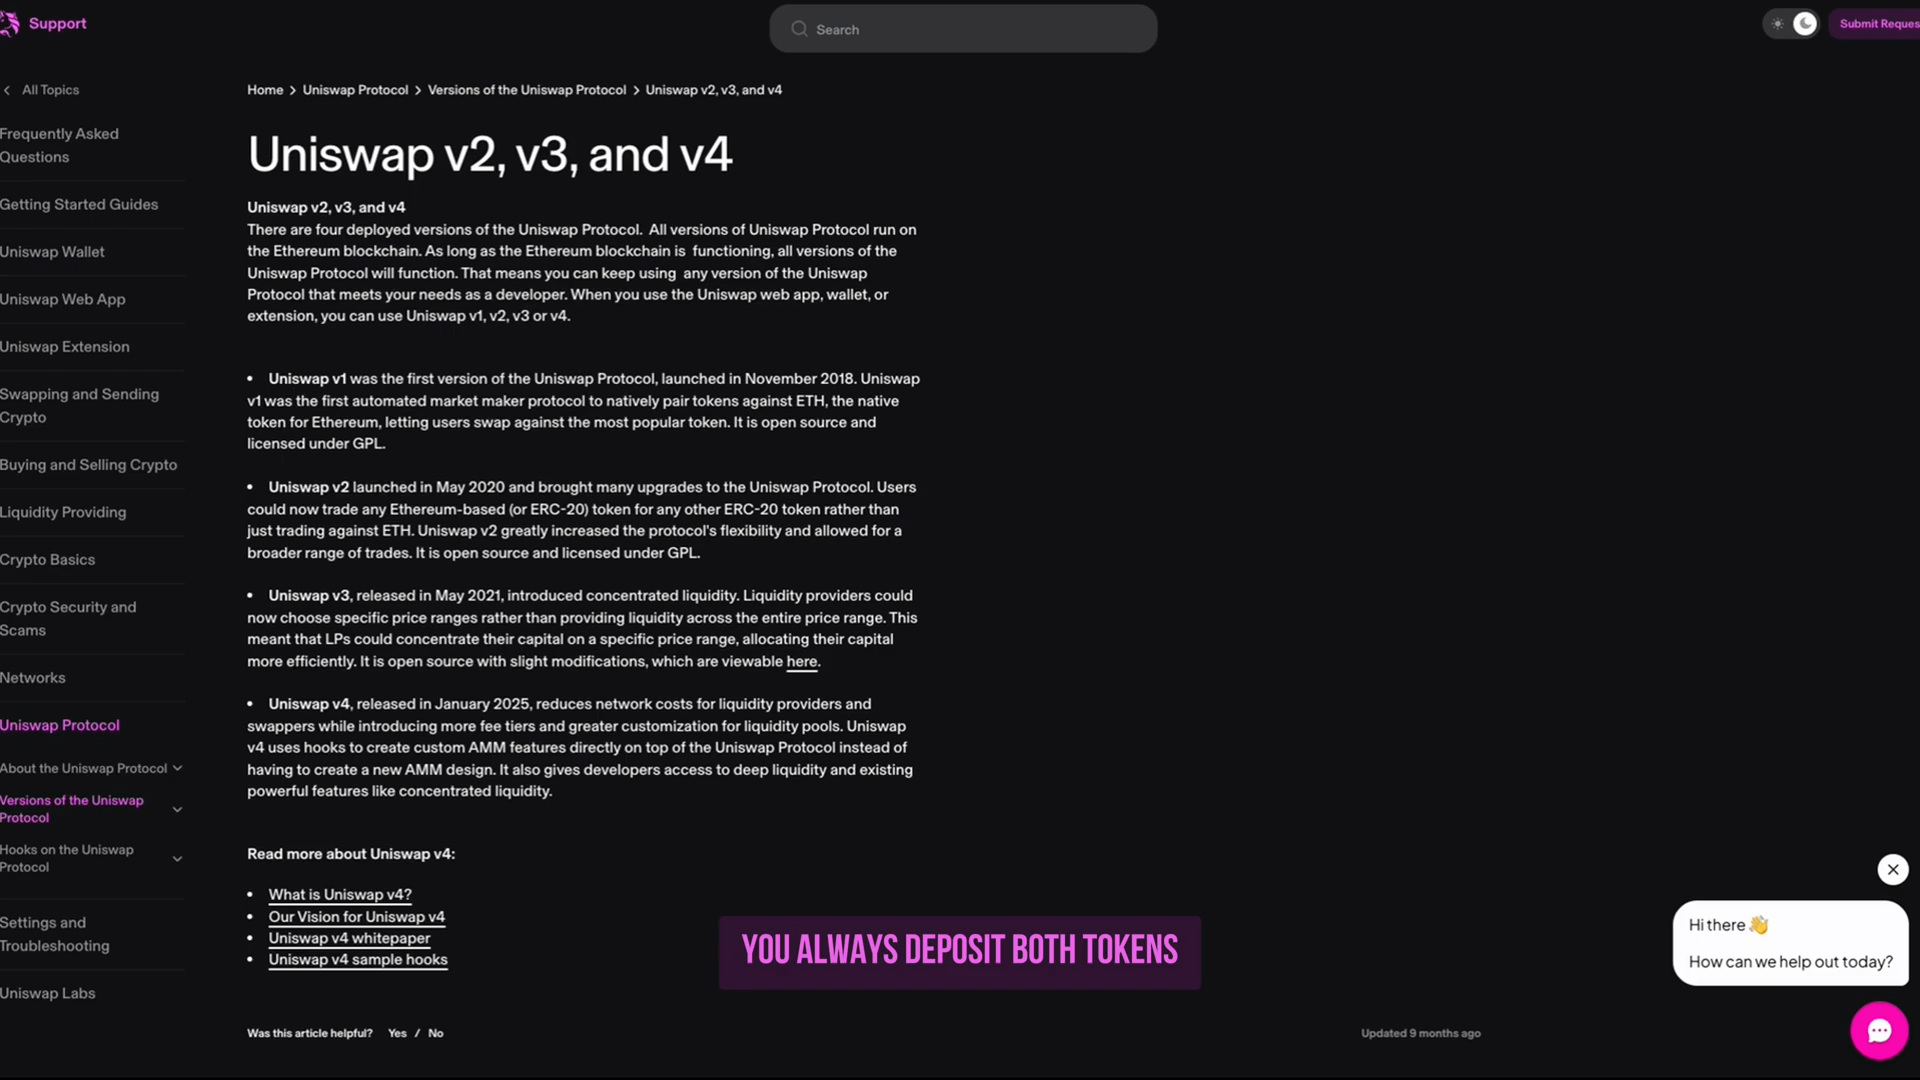 Support
Search
Submit Reques
All Topics
Home > Uniswap Protocol > Versions of the Uniswap Protocol > Uniswap v2, v3, and v4
Frequently Asked
Questions
Getting Started Guides
Uniswap Wallet
Uniswap Web App
Uniswap Extension
Swapping and Sending
Crypto
Buying and Selling Crypto
Liquidity Providing
Crypto Basics
Crypto Security and
Scams
Networks
Uniswap Protocol
About the Uniswap Protocol
Versions of the Uniswap
Protocol
Hooks on the Uniswap
Protocol
Settings and
Troubleshooting
Uniswap Labs
Uniswap v2, v3, and v4
Uniswap v2, v3, and v4
There are four deployed versions of the Uniswap Protocol. All versions of Uniswap Protocol run on
the Ethereum blockchain. As long as the Ethereum blockchain is functioning, all versions of the
Uniswap Protocol will function. That means you can keep using any version of the Uniswap
Protocol that meets your needs as a developer. When you use the Uniswap web app, wallet, or
extension, you can use Uniswap v1, v2, v3 or v4.
• Uniswap v1 was the first version of the Uniswap Protocol, launched in November 2018. Uniswap
v1 was the first automated market maker protocol to natively pair tokens against ETH, the native
token for Ethereum, letting users swap against the most popular token. It is open source and
licensed under GPL.
• Uniswap v2 launched in May 2020 and brought many upgrades to the Uniswap Protocol. Users
could now trade any Ethereum-based (or ERC-20) token for any other ERC-20 token rather than
just trading against ETH. Uniswap v2 greatly increased the protocol's flexibility and allowed for a
broader range of trades. It is open source and licensed under GPL.
• Uniswap v3, released in May 2021, introduced concentrated liquidity. Liquidity providers could
now choose specific price ranges rather than providing liquidity across the entire price range. This
meant that LPs could concentrate their capital on a specific price range, allocating their capital
more efficiently. It is open source with slight modifications, which are viewable here.
• Uniswap v4, released in January 2025, reduces network costs for liquidity providers and
swappers while introducing more fee tiers and greater customization for liquidity pools. Uniswap
v4 uses hooks to create custom AMM features directly on top of the Uniswap Protocol instead of
having to create a new AMM design. It also gives developers access to deep liquidity and existing
powerful features like concentrated liquidity.
Read more about Uniswap v4:
• What is Uniswap v4?
• Our Vision for Uniswap v4
• Uniswap v4 whitepaper
• Uniswap v4 sample hooks
YOU ALWAYS DEPOSIT BOTH TOKENS
Hi there 👋
How can we help out today?
Was this article helpful? Yes / No
Updated 9 months ago